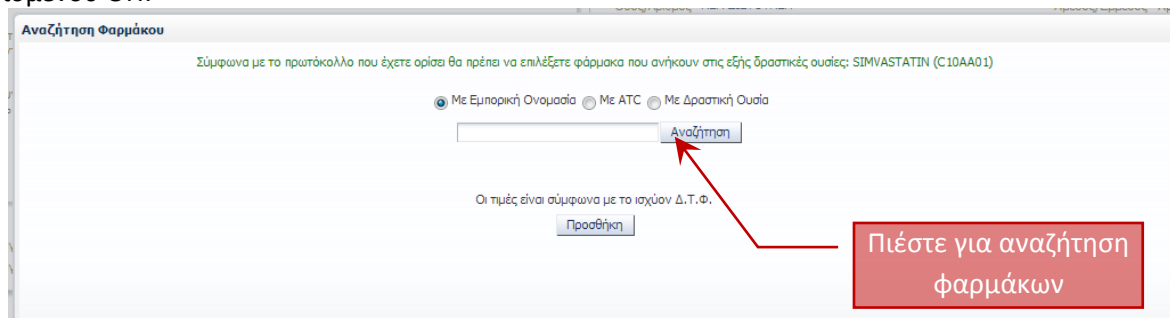 Αναζήτηση Φαρμάκου
Σύμφωνα με το πρωτόκολλο που έχετε ορίσει θα πρέπει να επιλέξετε φάρμακα που ανήκουν στις εξής δραστικές ουσίες: SIMVASTATIN (C10AA01)
Με Εμπορική Ονομασία Με ATC Με Δραστική Ουσία
Αναζήτηση
Οι τιμές είναι σύμφωνα με το ισχύον Δ.Τ.Φ.
Προσθήκη
Πιέστε για αναζήτηση
φαρμάκων